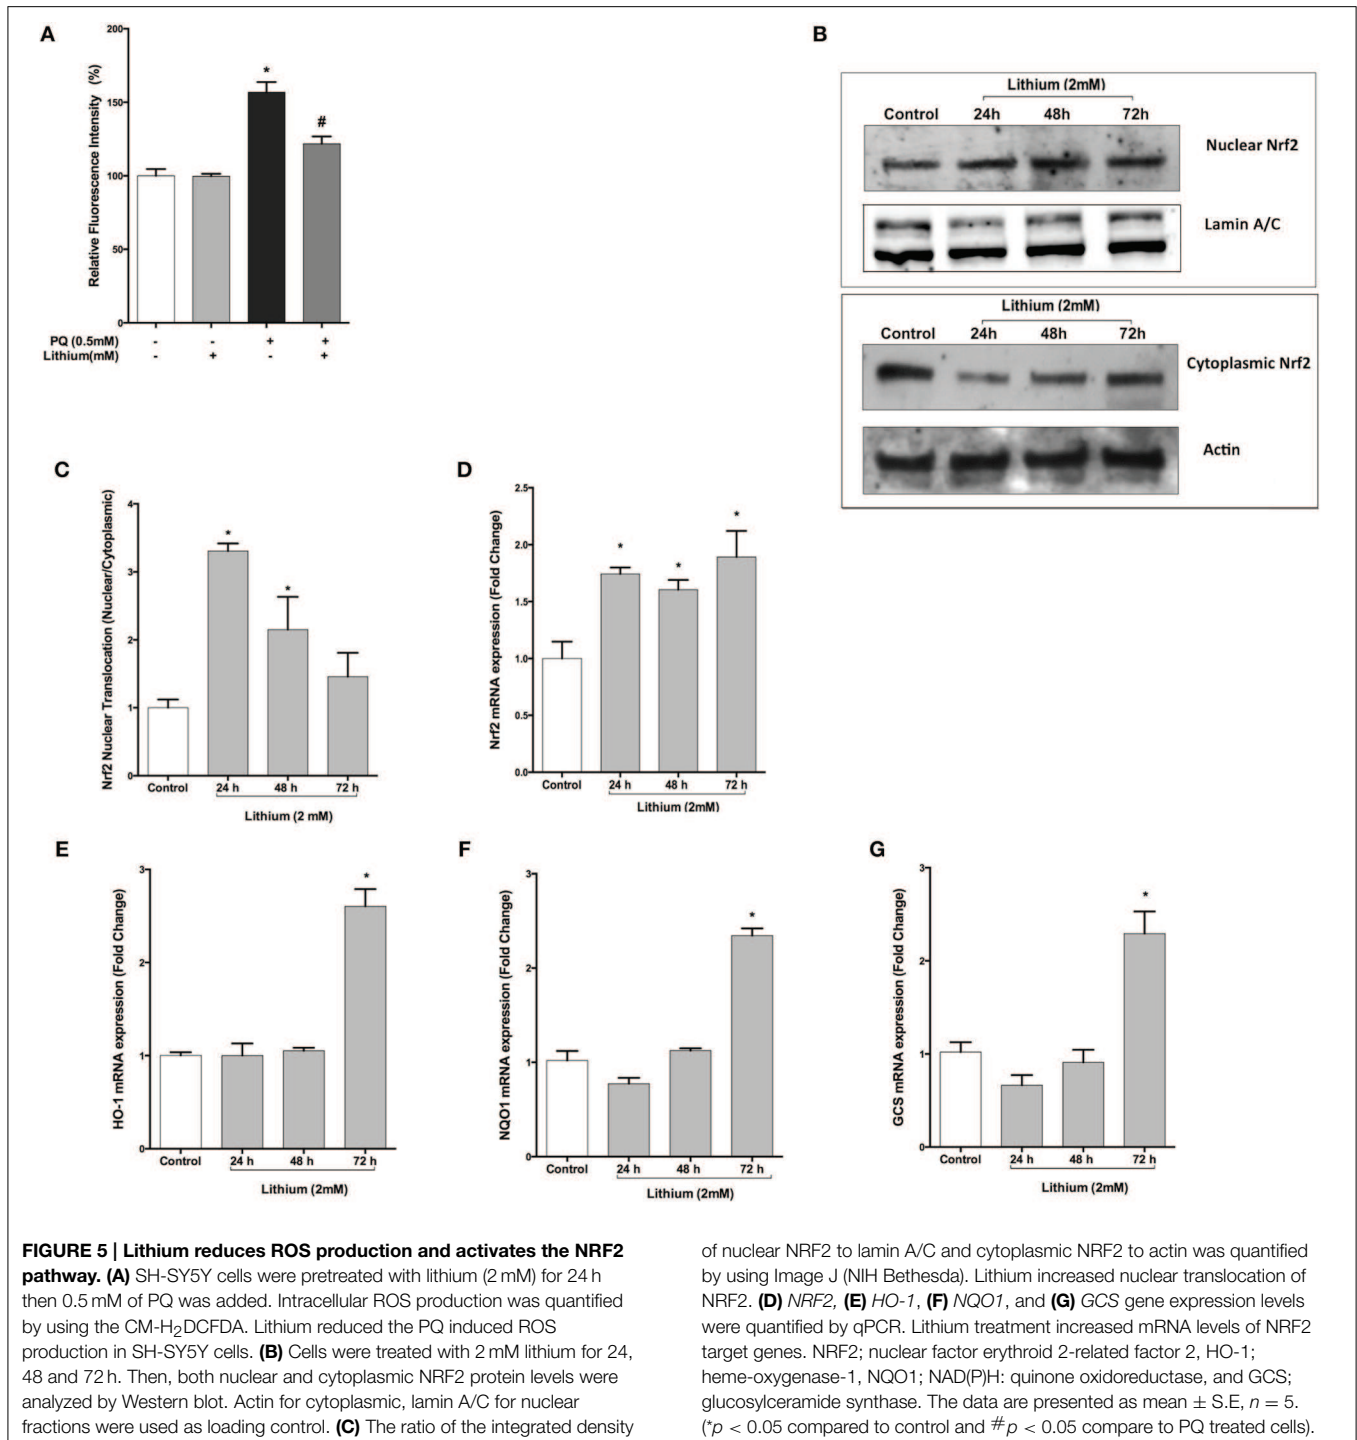 A
Relative Fluorescence Intensity (%)
200
150
100
50
0
*
#
PQ (0.5mM) - - + +
Lithium(mM) - + - +
B
Lithium (2mM)
Control 24h 48h 72h
Nuclear Nrf2
Lamin A/C
Lithium (2mM)
Control 24h 48h 72h
Cytoplasmic Nrf2
Actin
C
Nrf2 Nuclear Translocation (Nuclear/Cytoplasmic)
4
3
2
1
0
*
*
Control 24 h 48 h 72 h
Lithium (2 mM)
D
Nrf2 mRNA expression (Fold Change)
2.5
2.0
1.5
1.0
0.5
0.0
*
*
*
Control 24 h 48 h 72 h
Lithium (2mM)
E
HO-1 mRNA expression (Fold Change)
3
2
1
0
*
Control 24 h 48 h 72 h
Lithium (2mM)
F
NQO1 mRNA expression (Fold Change)
3
2
1
0
*
Control 24 h 48 h 72 h
Lithium (2mM)
G
GCS mRNA expression (Fold Change)
3
2
1
0
*
Control 24 h 48 h 72 h
Lithium (2mM)
FIGURE 5 | Lithium reduces ROS production and activates the NRF2
pathway. (A) SH-SY5Y cells were pretreated with lithium (2 mM) for 24 h
then 0.5 mM of PQ was added. Intracellular ROS production was quantified
by using the CM-H₂DCFDA. Lithium reduced the PQ induced ROS
production in SH-SY5Y cells. (B) Cells were treated with 2 mM lithium for 24,
48 and 72 h. Then, both nuclear and cytoplasmic NRF2 protein levels were
analyzed by Western blot. Actin for cytoplasmic, lamin A/C for nuclear
fractions were used as loading control. (C) The ratio of the integrated density
of nuclear NRF2 to lamin A/C and cytoplasmic NRF2 to actin was quantified
by using Image J (NIH Bethesda). Lithium increased nuclear translocation of
NRF2. (D) NRF2, (E) HO-1, (F) NQO1, and (G) GCS gene expression levels
were quantified by qPCR. Lithium treatment increased mRNA levels of NRF2
target genes. NRF2; nuclear factor erythroid 2-related factor 2, HO-1;
heme-oxygenase-1, NQO1; NAD(P)H: quinone oxidoreductase, and GCS;
glucosylceramide synthase. The data are presented as mean ± S.E, n = 5.
(*p < 0.05 compared to control and #p < 0.05 compare to PQ treated cells).